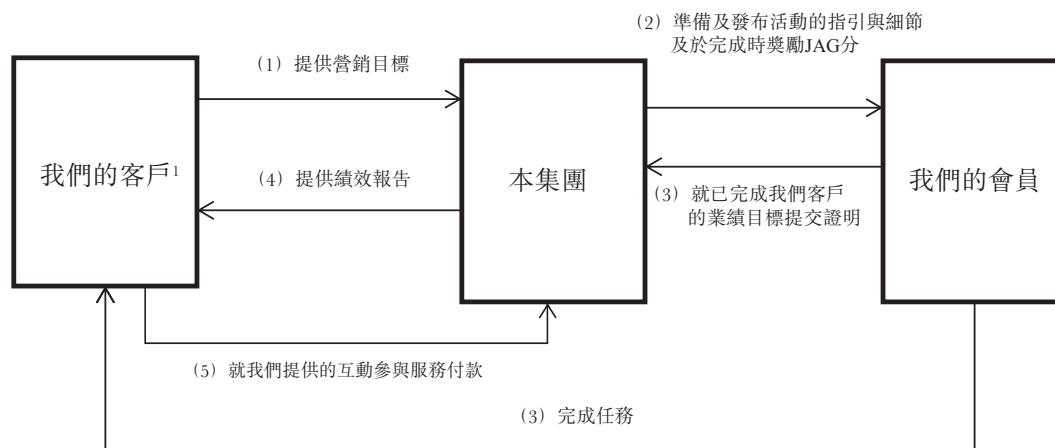 (2) 準備及發布活動的指引與細節
及於完成時獎勵JAG分
(1) 提供營銷目標
我們的客戶1
本集團
我們的會員
(4) 提供績效報告
(3) 就已完成我們客戶
的業績目標提交證明
(5) 就我們提供的互動參與服務付款
(3) 完成任務